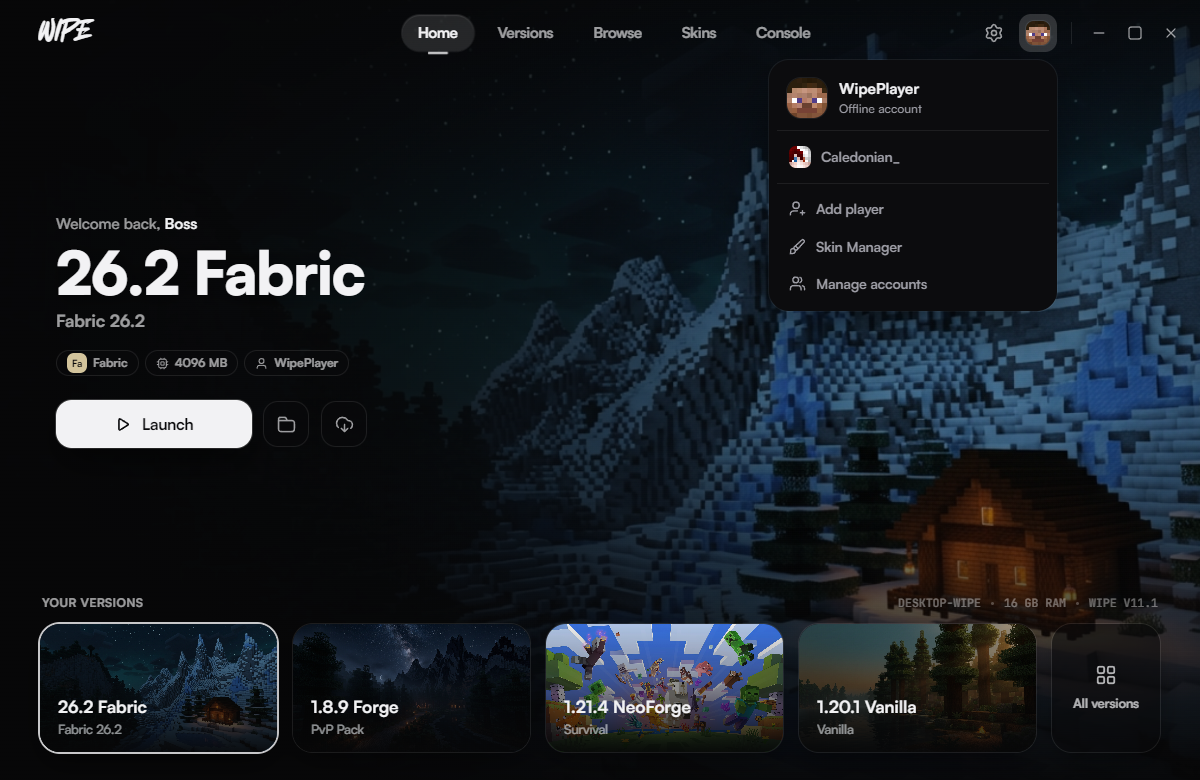 WIPE
Home
Versions
Browse
Skins
Console
WipePlayer
Offline account
Caledonian_
Add player
Skin Manager
Manage accounts
Welcome back, Boss
26.2 Fabric
Fabric 26.2
Fa Fabric
4096 MB
WipePlayer
Launch
YOUR VERSIONS
DESKTOP-WIPE · 16 GB RAM · WIPE V11.1
26.2 Fabric
Fabric 26.2
1.8.9 Forge
PvP Pack
1.21.4 NeoForge
Survival
1.20.1 Vanilla
Vanilla
All versions